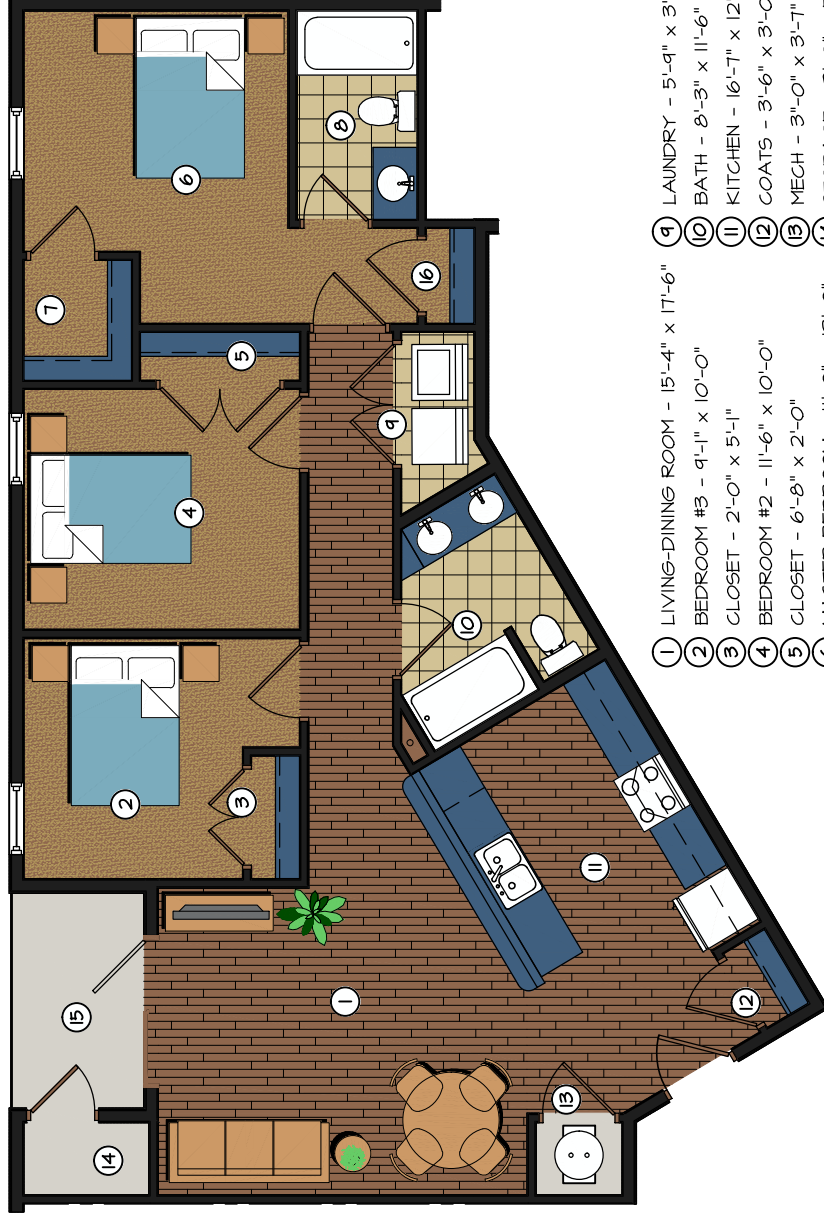 1 LIVING-DINING ROOM - 15'-4" x 17'-6"
2 BEDROOM #3 - 9'-1" x 10'-0"
3 CLOSET - 2'-0" x 5'-1"
4 BEDROOM #2 - 11'-6" x 10'-0"
5 CLOSET - 6'-8" x 2'-0"
9 LAUNDRY - 5'-9" x 3'
10 BATH - 8'-3" x 11'-6"
11 KITCHEN - 16'-7" x 12'
12 COATS - 3'-6" x 3'-0
13 MECH - 3"-0" x 3'-7"
14
15
1
13
12
11
2
3
10
4
9
5
7
16
6
8